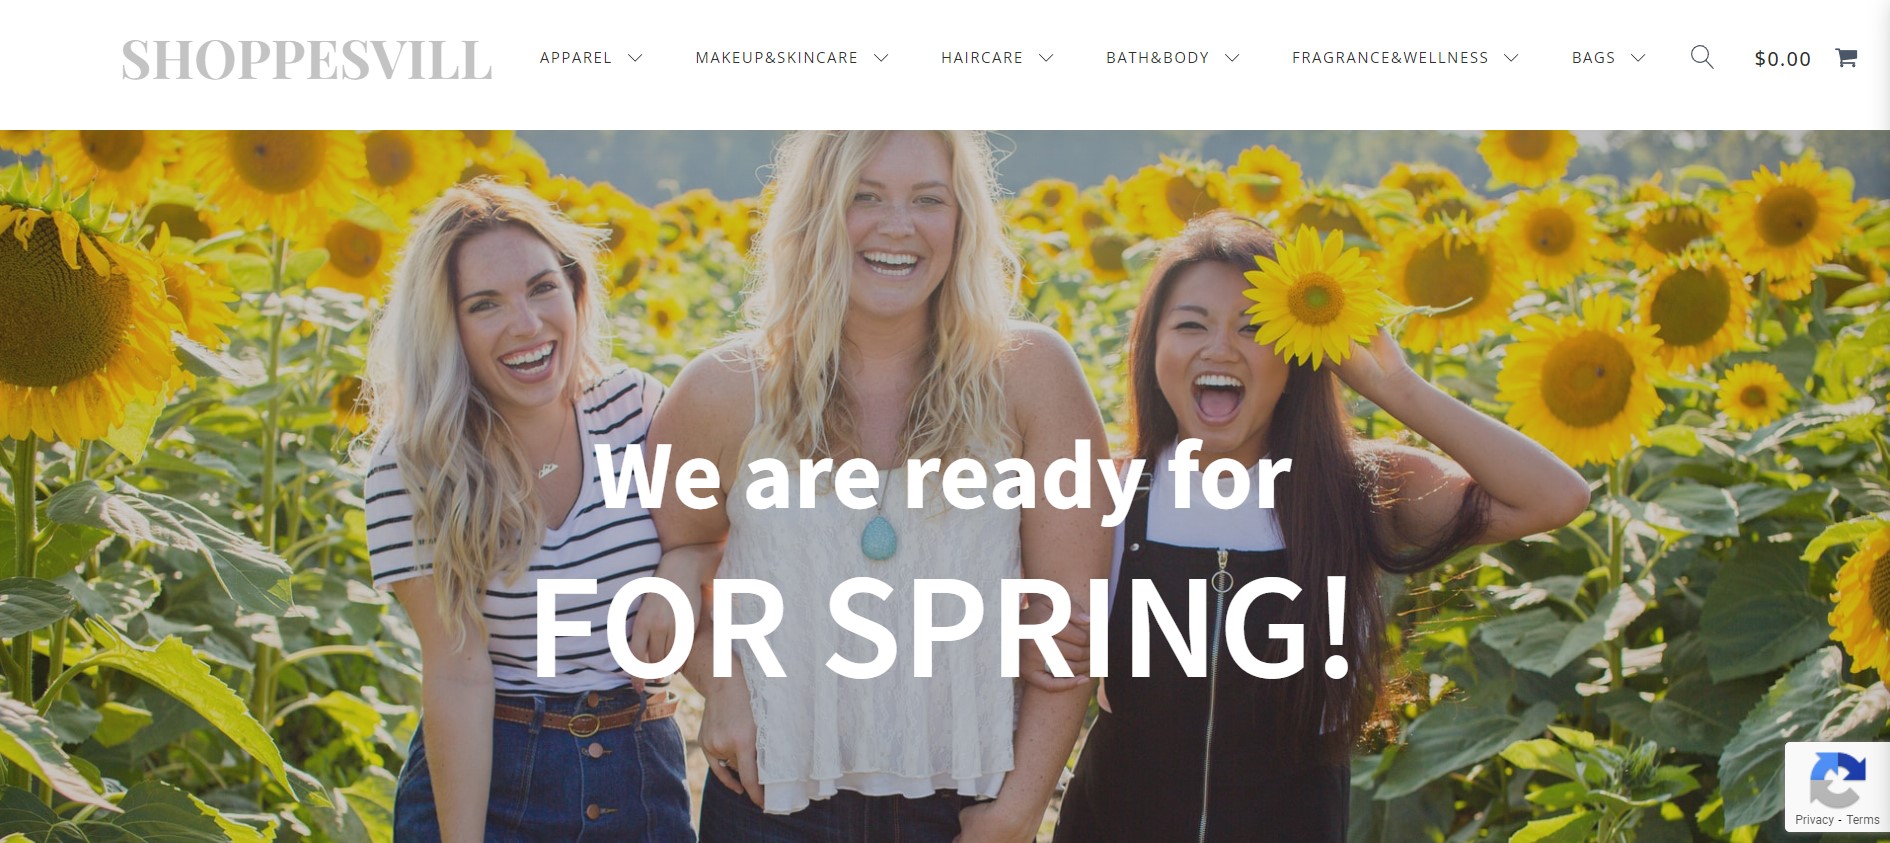 SHOPPESVILL
APPAREL
MAKEUP&SKINCARE
HAIRCARE
BATH&BODY
FRAGRANCE&WELLNESS
BAGS
$0.00
We are ready for
FOR SPRING!
Privacy - Terms